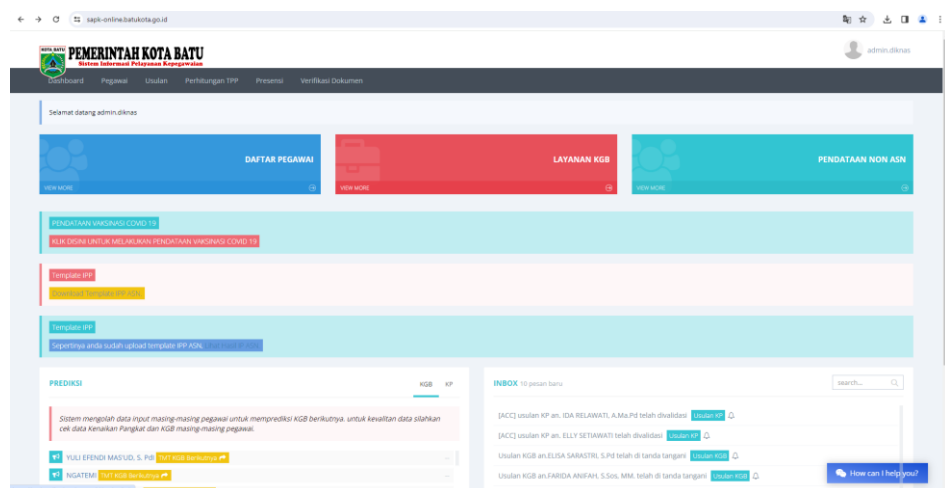 sapk-online.batukota.go.id
KOTA BATU
PEMERINTAH KOTA BATU
Sistem Informasi Pelayanan Kepegawaian
admin.diknas
Dashboard Pegawai Usulan Perhitungan TPP Presensi Verifikasi Dokumen
Selamat datang admin.diknas
DAFTAR PEGAWAI
VIEW MORE
LAYANAN KGB
VIEW MORE
PENDATAAN NON ASN
VIEW MORE
PENDATAAN VAKSINASI COVID 19
KLIK DISINI UNTUK MELAKUKAN PENDATAAN VAKSINASI COVID 19
Template IPP
Download Template IPP ASN.
Template IPP
Sepertinya anda sudah upload template IPP ASN.
PREDIKSI KGB KP
Sistem mengolah data input masing-masing pegawai untuk memprediksi KGB berikutnya. untuk kevalitan data silahkan
cek data Kenaikan Pangkat dan KGB masing-masing pegawai.
YULI EFENDI MAS'UD, S. PdI TMT KGB Berikutnya
NGATEMI TMT KGB Berikutnya
INBOX 10 pesan baru
search...
[ACC] usulan KP an. IDA RELAWATI, A.Ma.Pd telah divalidasi Usulan KP
[ACC] usulan KP an. ELLY SETIAWATI telah divalidasi Usulan KP
Usulan KGB an.ELISA SARASTRI, S.Pd telah di tanda tangani Usulan KGB
Usulan KGB an.FARIDA ANIFAH, S.Sos, MM. telah di tanda tangani Usulan KGB
How can I help you?